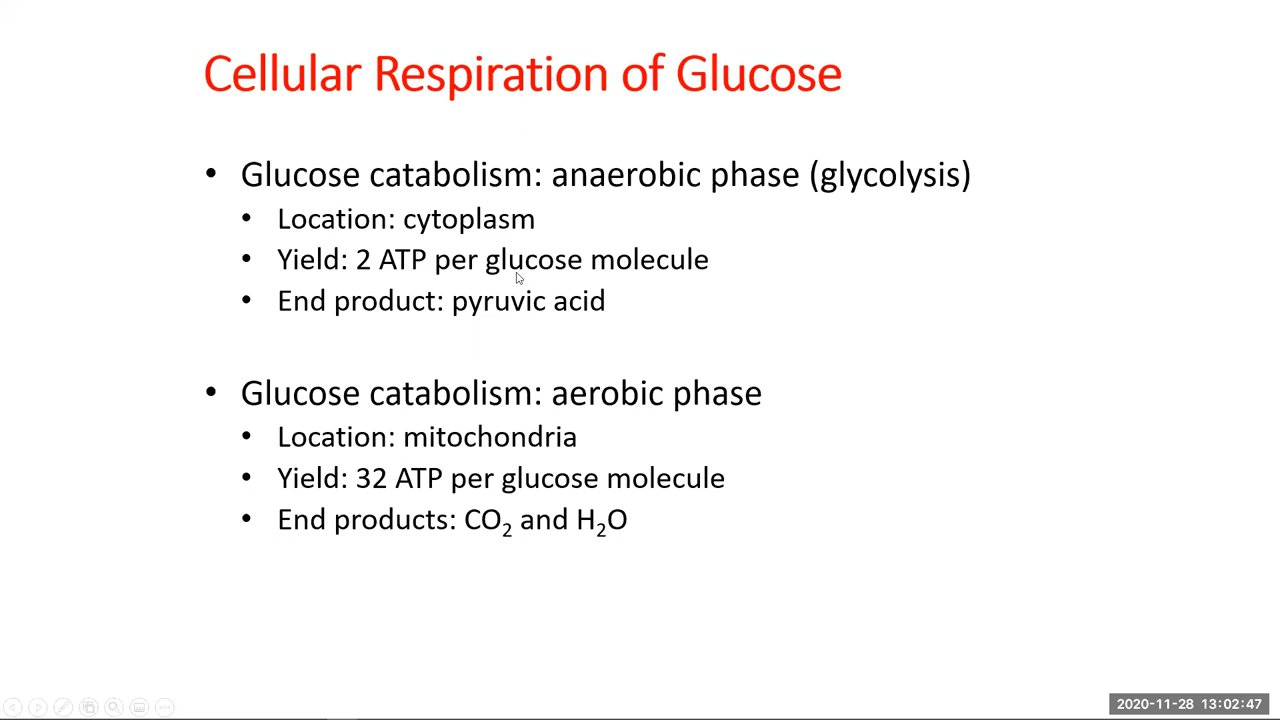 Cellular Respiration of Glucose
• Glucose catabolism: anaerobic phase (glycolysis)
• Location: cytoplasm
• Yield: 2 ATP per glucose molecule
• End product: pyruvic acid
• Glucose catabolism: aerobic phase
• Location: mitochondria
• Yield: 32 ATP per glucose molecule
• End products: CO₂ and H₂O
2020-11-28 13:02:47